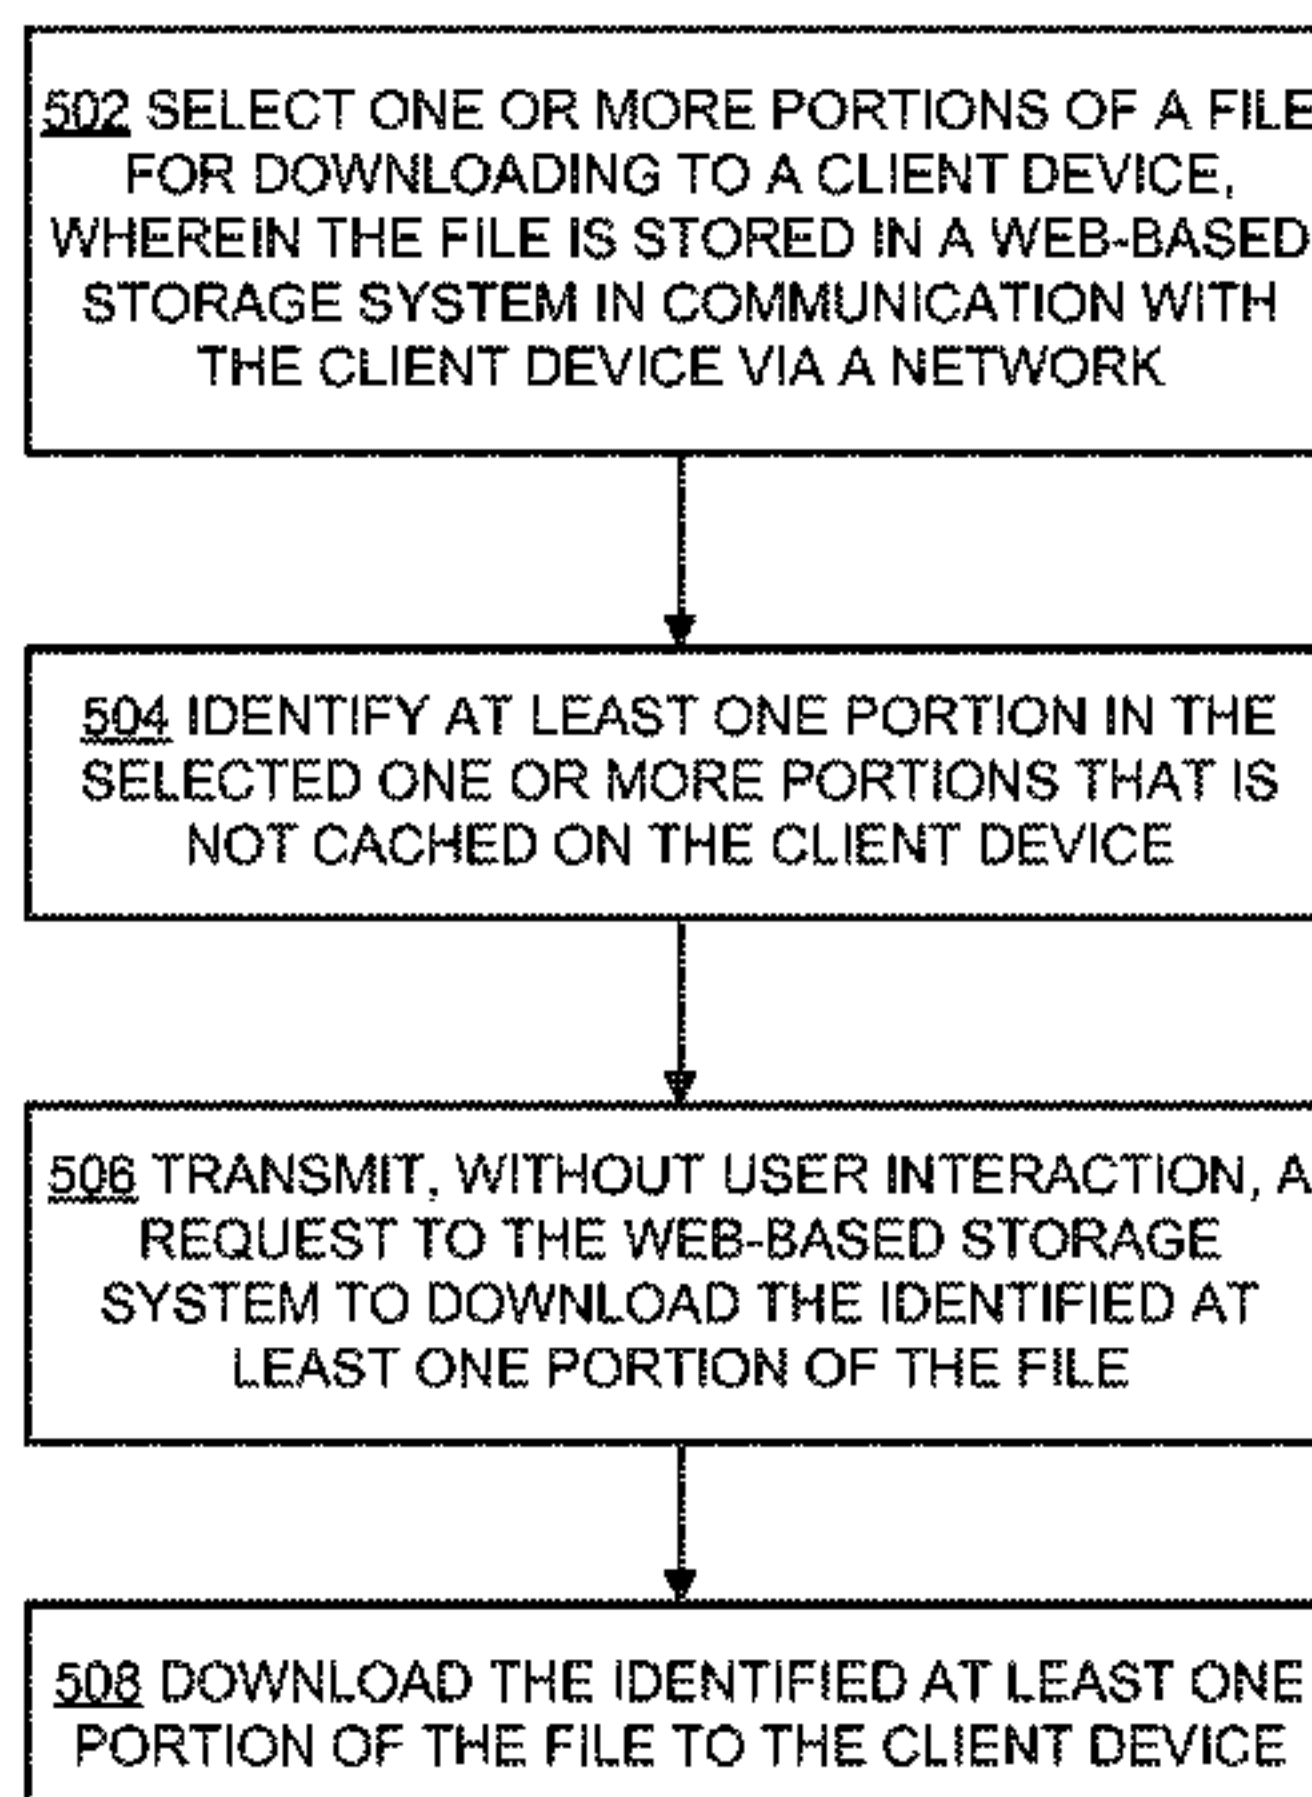 502 SELECT ONE OR MORE PORTIONS OF A FILE
FOR DOWNLOADING TO A CLIENT DEVICE,
WHEREIN THE FILE IS STORED IN A WEB-BASED
STORAGE SYSTEM IN COMMUNICATION WITH
THE CLIENT DEVICE VIA A NETWORK
504 IDENTIFY AT LEAST ONE PORTION IN THE
SELECTED ONE OR MORE PORTIONS THAT IS
NOT CACHED ON THE CLIENT DEVICE
506 TRANSMIT, WITHOUT USER INTERACTION, A
REQUEST TO THE WEB-BASED STORAGE
SYSTEM TO DOWNLOAD THE IDENTIFIED AT
LEAST ONE PORTION OF THE FILE
508 DOWNLOAD THE IDENTIFIED AT LEAST ONE
PORTION OF THE FILE TO THE CLIENT DEVICE